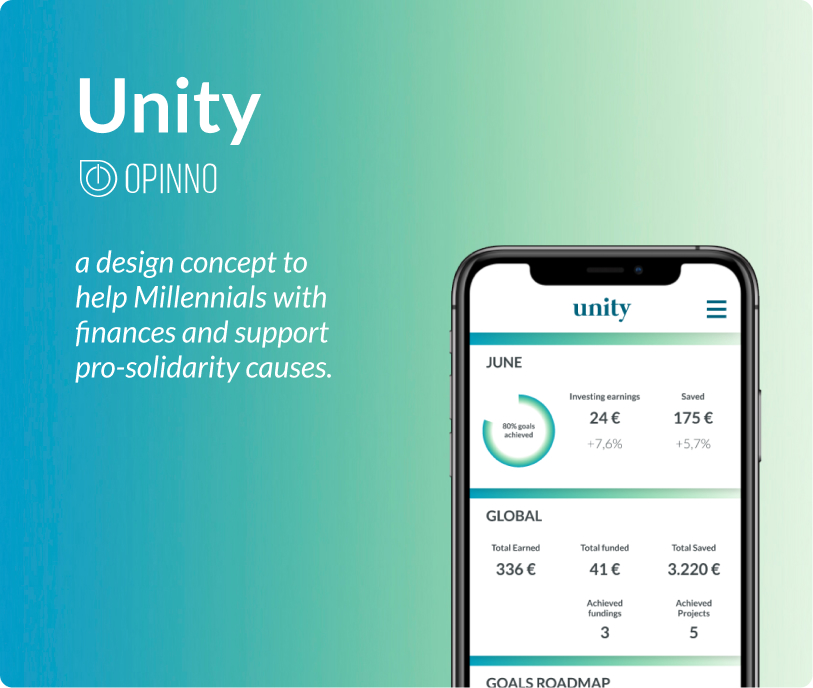 Unity
OPINNO
a design concept to
help Millennials with
finances and support
pro-solidarity causes.
unity
JUNE
80% goals
achieved
Investing earnings
24 €
+7,6%
Saved
175 €
+5,7%
GLOBAL
Total Earned
336 €
Total funded
41 €
Total Saved
3.220 €
Achieved
fundings
3
Achieved
Projects
5
GOALS ROADMAP